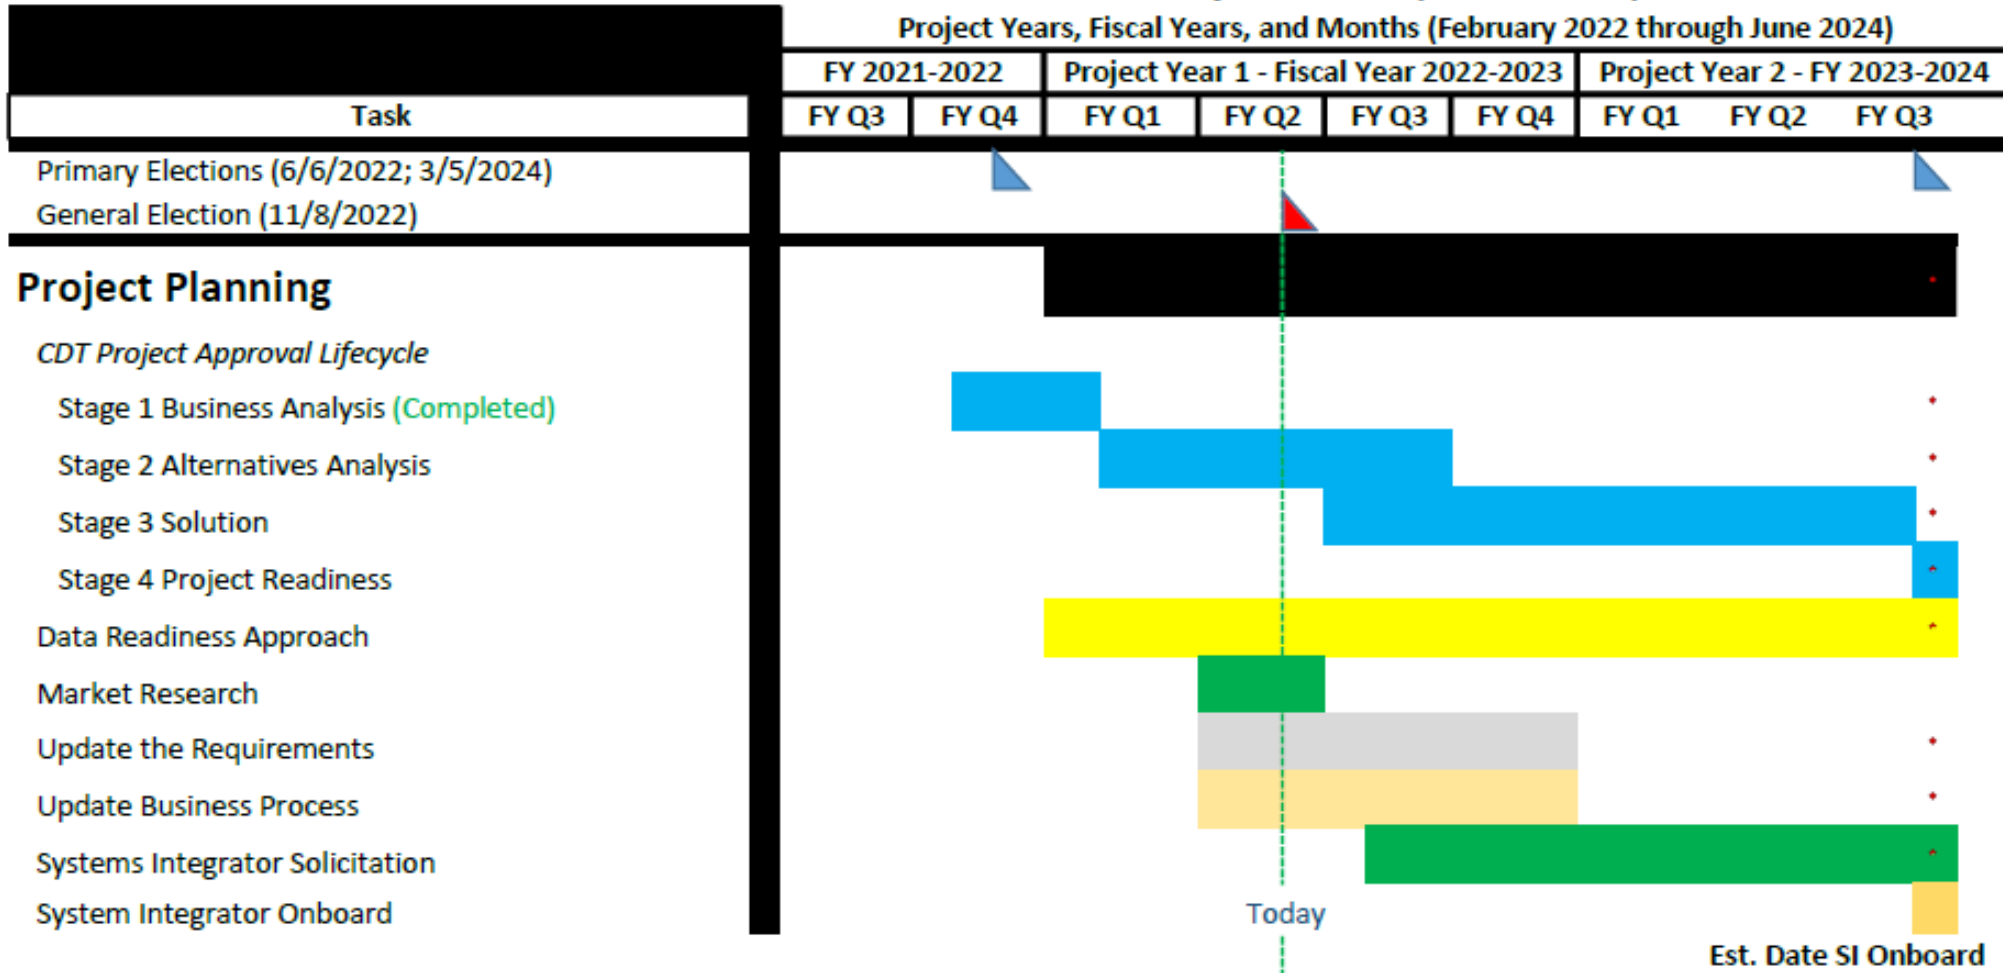 Project Years, Fiscal Years, and Months (February 2022 through June 2024)
FY 2021-2022 Project Year 1 - Fiscal Year 2022-2023 Project Year 2 - FY 2023-2024
Task FY Q3 FY Q4 FY Q1 FY Q2 FY Q3 FY Q4 FY Q1 FY Q2 FY Q3
Primary Elections (6/6/2022; 3/5/2024)
General Election (11/8/2022)
Project Planning
CDT Project Approval Lifecycle
Stage 1 Business Analysis (Completed)
Stage 2 Alternatives Analysis
Stage 3 Solution
Stage 4 Project Readiness
Data Readiness Approach
Market Research
Update the Requirements
Update Business Process
Systems Integrator Solicitation
System Integrator Onboard Today
Est. Date SI Onboard